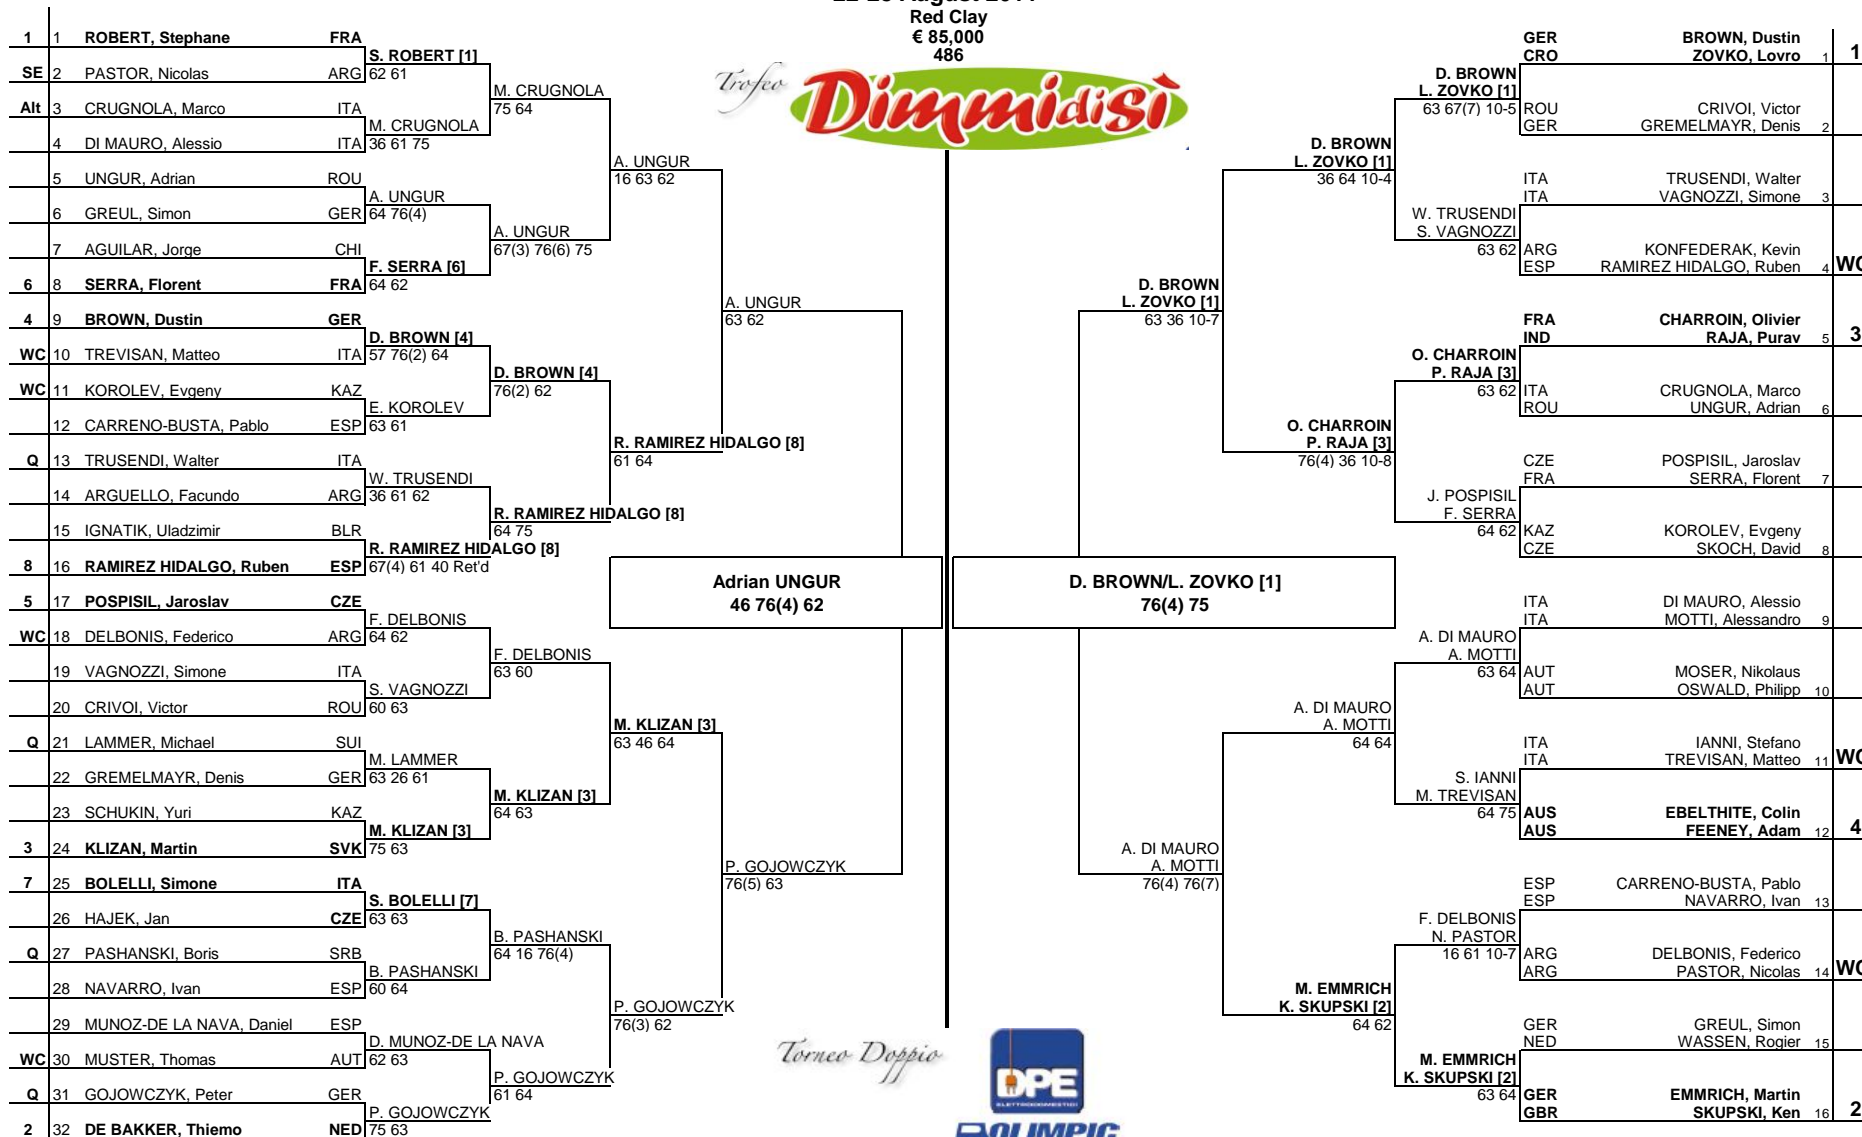 Red Clay
€ 85,000
486
Trofeo
Dimmidisì
1 1 ROBERT, Stephane FRA
S. ROBERT [1]
SE 2 PASTOR, Nicolas ARG 62 61
M. CRUGNOLA
Alt 3 CRUGNOLA, Marco ITA 75 64
M. CRUGNOLA
4 DI MAURO, Alessio ITA 36 61 75
A. UNGUR
5 UNGUR, Adrian ROU 16 63 62
A. UNGUR
6 GREUL, Simon GER 64 76(4)
A. UNGUR
7 AGUILAR, Jorge CHI 67(3) 76(6) 75
F. SERRA [6]
6 8 SERRA, Florent FRA 64 62
A. UNGUR
4 9 BROWN, Dustin GER 63 62
D. BROWN [4]
WC 10 TREVISAN, Matteo ITA 57 76(2) 64
D. BROWN [4]
WC 11 KOROLEV, Evgeny KAZ 76(2) 62
E. KOROLEV
12 CARRENO-BUSTA, Pablo ESP 63 61
R. RAMIREZ HIDALGO [8]
Q 13 TRUSENDI, Walter ITA 61 64
W. TRUSENDI
14 ARGUELLO, Facundo ARG 36 61 62
R. RAMIREZ HIDALGO [8]
15 IGNATIK, Uladzimir BLR 64 75
R. RAMIREZ HIDALGO [8]
8 16 RAMIREZ HIDALGO, Ruben ESP 67(4) 61 40 Ret'd
Adrian UNGUR
46 76(4) 62
5 17 POSPISIL, Jaroslav CZE
F. DELBONIS
WC 18 DELBONIS, Federico ARG 64 62
F. DELBONIS
19 VAGNOZZI, Simone ITA 63 60
S. VAGNOZZI
20 CRIVOI, Victor ROU 60 63
M. KLIZAN [3]
Q 21 LAMMER, Michael SUI 63 46 64
M. LAMMER
22 GREMELMAYR, Denis GER 63 26 61
M. KLIZAN [3]
23 SCHUKIN, Yuri KAZ 64 63
M. KLIZAN [3]
3 24 KLIZAN, Martin SVK 75 63
P. GOJOWCZYK
7 25 BOLELLI, Simone ITA 76(5) 63
S. BOLELLI [7]
26 HAJEK, Jan CZE 63 63
B. PASHANSKI
Q 27 PASHANSKI, Boris SRB 64 16 76(4)
B. PASHANSKI
28 NAVARRO, Ivan ESP 60 64
P. GOJOWCZYK
29 MUNOZ-DE LA NAVA, Daniel ESP 76(3) 62
D. MUNOZ-DE LA NAVA
WC 30 MUSTER, Thomas AUT 62 63
P. GOJOWCZYK
Q 31 GOJOWCZYK, Peter GER 61 64
P. GOJOWCZYK
2 32 DE BAKKER, Thiemo NED 75 63
GER BROWN, Dustin
CRO ZOVKO, Lovro 1 1
D. BROWN
L. ZOVKO [1]
63 67(7) 10-5 ROU CRIVOI, Victor
GER GREMELMAYR, Denis 2
D. BROWN
L. ZOVKO [1]
36 64 10-4
ITA TRUSENDI, Walter
ITA VAGNOZZI, Simone 3
W. TRUSENDI
S. VAGNOZZI
63 62 ARG KONFEDERAK, Kevin
ESP RAMIREZ HIDALGO, Ruben 4 WC
D. BROWN
L. ZOVKO [1]
63 36 10-7
FRA CHARROIN, Olivier
IND RAJA, Purav 5 3
O. CHARROIN
P. RAJA [3]
63 62 ITA CRUGNOLA, Marco
ROU UNGUR, Adrian 6
O. CHARROIN
P. RAJA [3]
76(4) 36 10-8
CZE POSPISIL, Jaroslav
FRA SERRA, Florent 7
J. POSPISIL
F. SERRA
64 62 KAZ KOROLEV, Evgeny
CZE SKOCH, David 8
D. BROWN/L. ZOVKO [1]
76(4) 75
ITA DI MAURO, Alessio
ITA MOTTI, Alessandro 9
A. DI MAURO
A. MOTTI
63 64 AUT MOSER, Nikolaus
AUT OSWALD, Philipp 10
A. DI MAURO
A. MOTTI
64 64
ITA IANNI, Stefano
ITA TREVISAN, Matteo 11 WC
S. IANNI
M. TREVISAN
64 75 AUS EBELTHITE, Colin
AUS FEENEY, Adam 12 4
A. DI MAURO
A. MOTTI
76(4) 76(7)
ESP CARRENO-BUSTA, Pablo
ESP NAVARRO, Ivan 13
F. DELBONIS
N. PASTOR
16 61 10-7 ARG DELBONIS, Federico
ARG PASTOR, Nicolas 14 WC
M. EMMRICH
K. SKUPSKI [2]
64 62
GER GREUL, Simon
NED WASSEN, Rogier 15
M. EMMRICH
K. SKUPSKI [2]
63 64 GER EMMRICH, Martin
GBR SKUPSKI, Ken 16 2
Torneo Doppio
DPE
ELETTRODOMESTICI
OLIMPIC